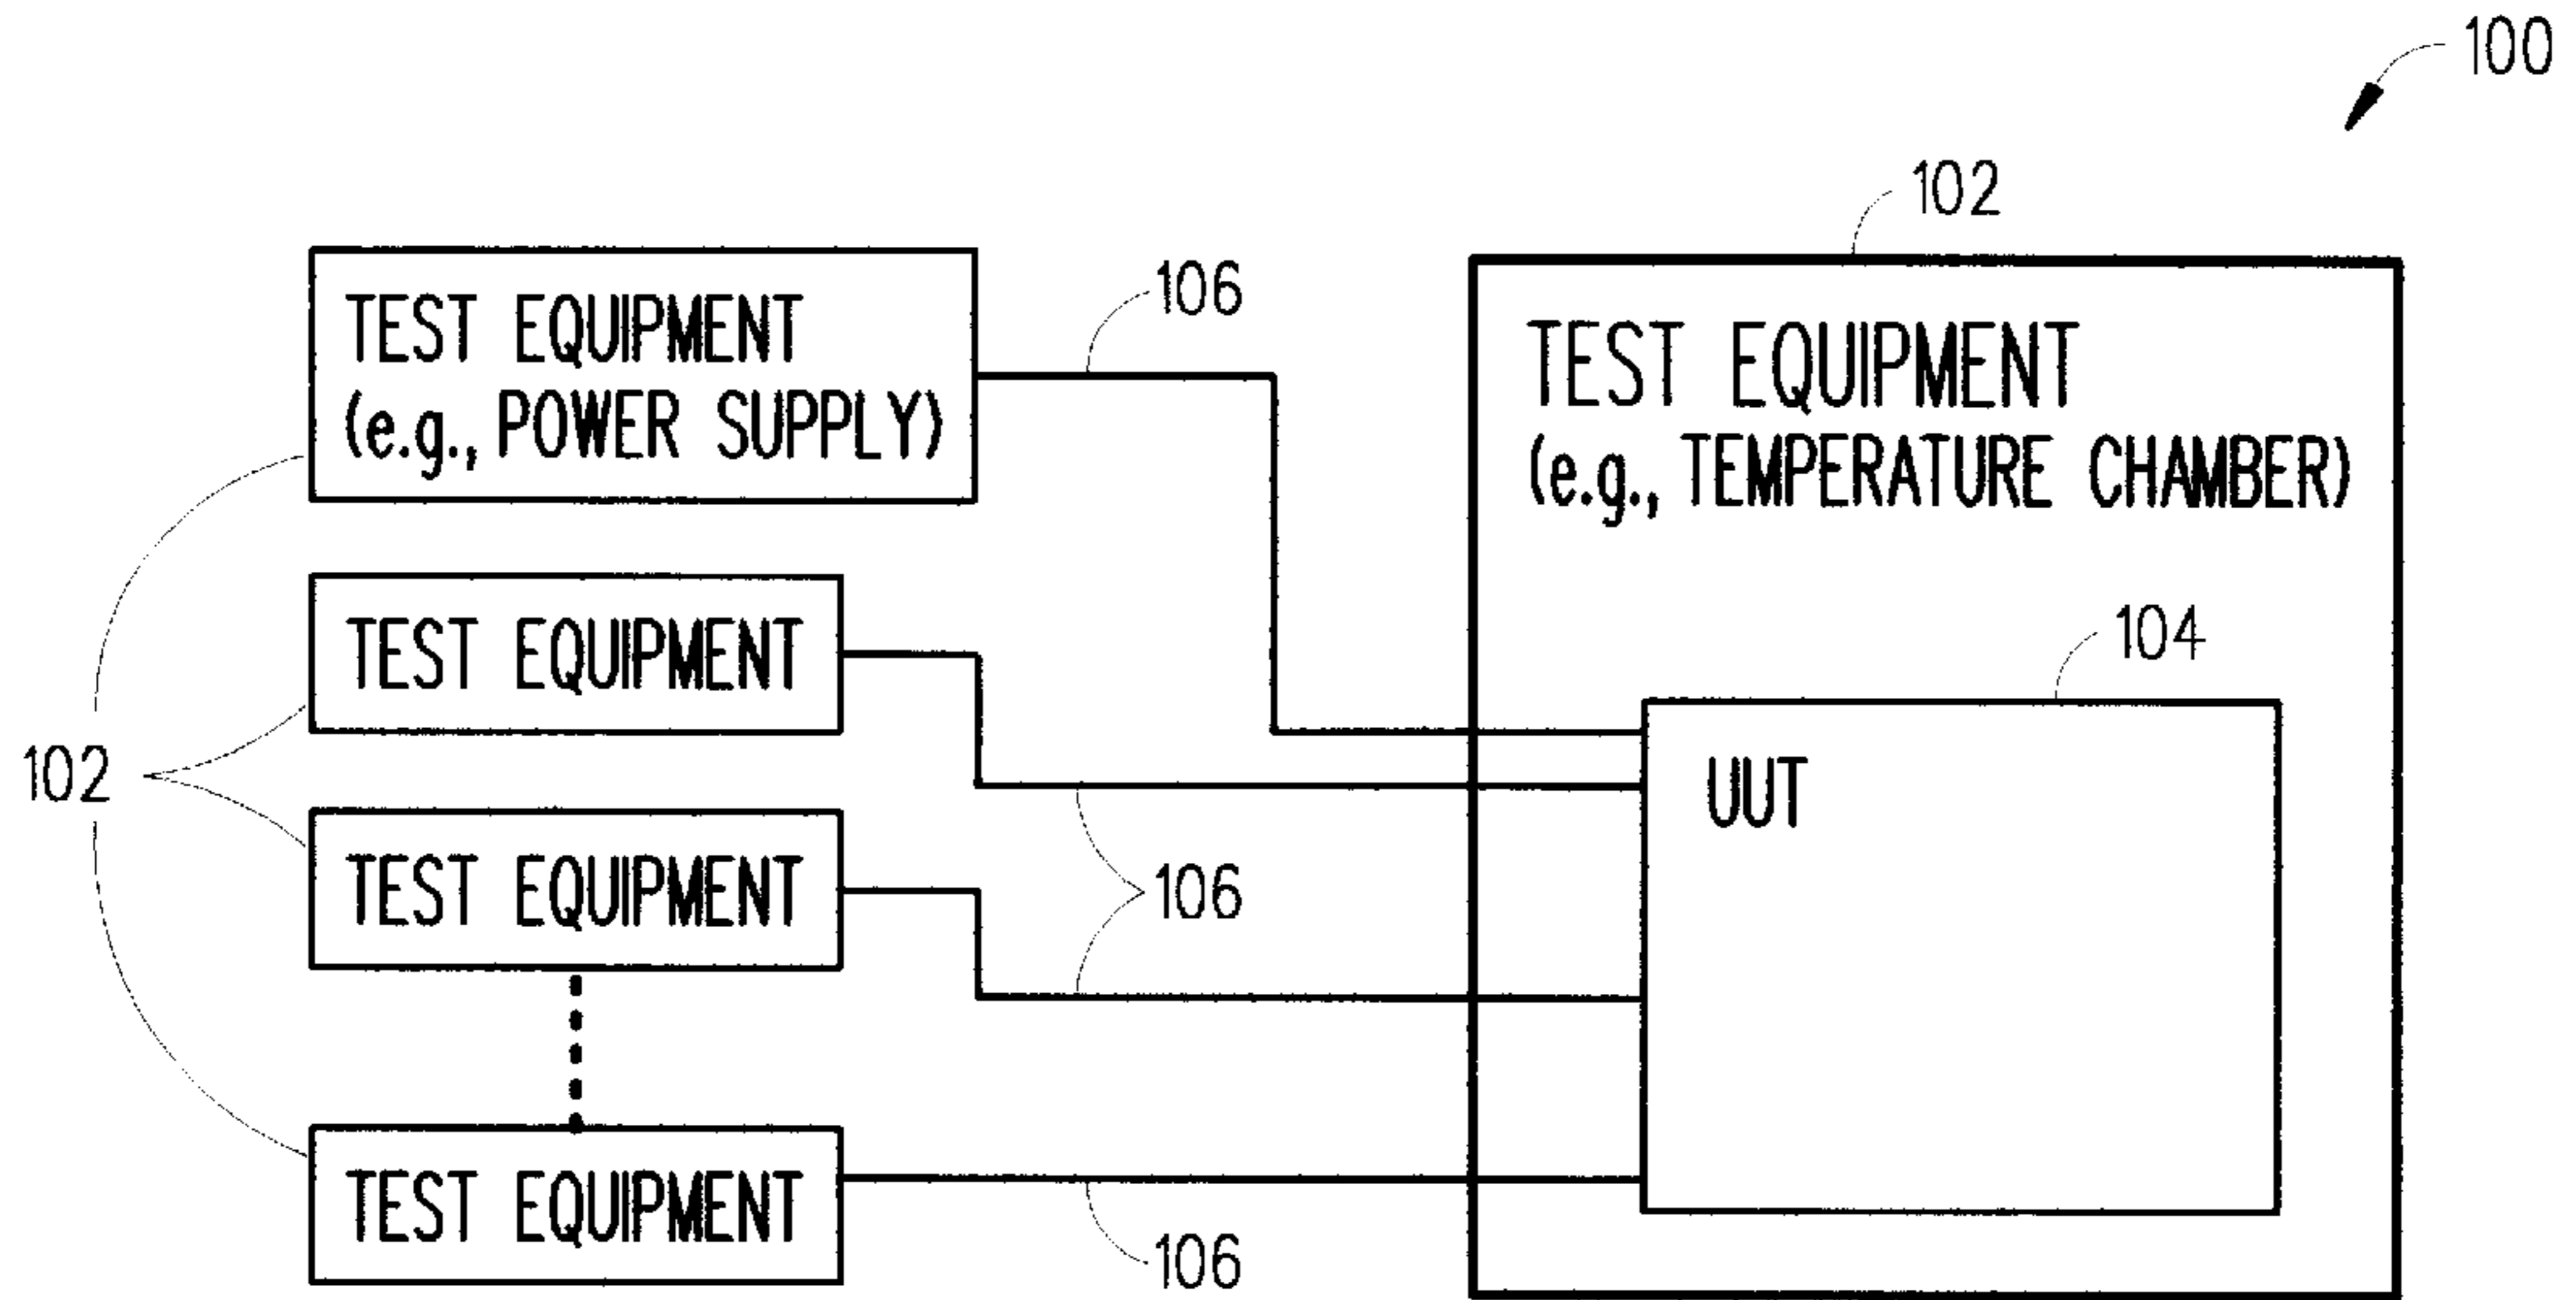 100
102
106
TEST EQUIPMENT
(e.g., POWER SUPPLY)
TEST EQUIPMENT
(e.g., TEMPERATURE CHAMBER)
104
TEST EQUIPMENT
102
UUT
TEST EQUIPMENT
106
TEST EQUIPMENT
106